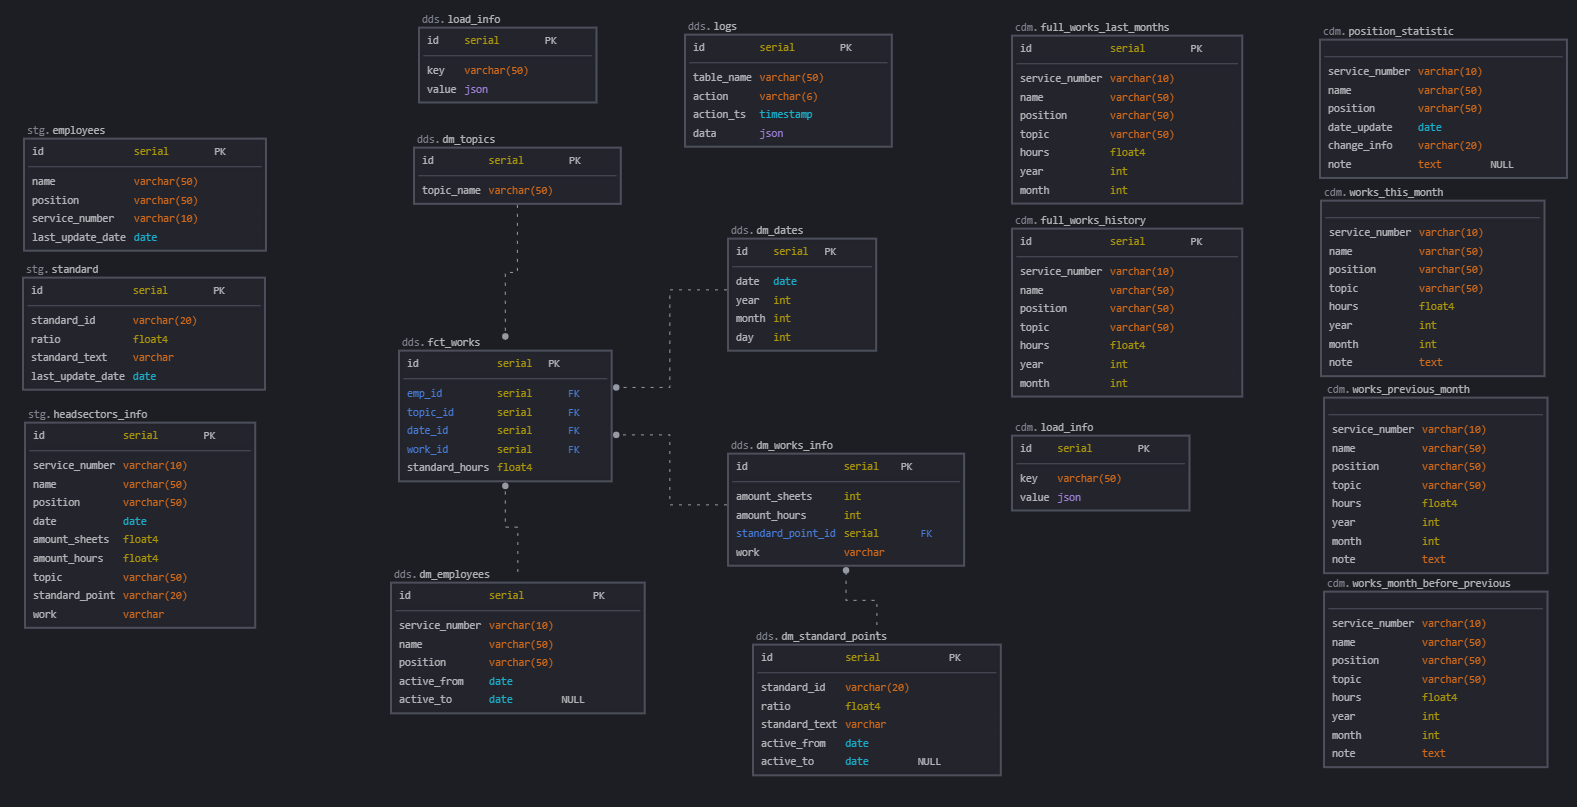 stg. employees
id serial PK
name varchar(50)
position varchar(50)
service_number varchar(10)
last_update_date date
stg. standard
id serial PK
standard_id varchar(20)
ratio float4
standard_text varchar
last_update_date date
stg. headsectors_info
id serial PK
service_number varchar(10)
name varchar(50)
position varchar(50)
date date
amount_sheets float4
amount_hours float4
topic varchar(50)
standard_point varchar(20)
work varchar
dds. load_info
id serial PK
key varchar(50)
value json
dds. dm_topics
id serial PK
topic_name varchar(50)
dds. fct_works
id serial PK
emp_id serial FK
topic_id serial FK
date_id serial FK
work_id serial FK
standard_hours float4
dds. dm_employees
id serial PK
service_number varchar(10)
name varchar(50)
position varchar(50)
active_from date
active_to date NULL
dds. logs
id serial PK
table_name varchar(50)
action varchar(6)
action_ts timestamp
data json
dds. dm_dates
id serial PK
date date
year int
month int
day int
dds. dm_works_info
id serial PK
amount_sheets int
amount_hours int
standard_point_id serial FK
work varchar
dds. dm_standard_points
id serial PK
standard_id varchar(20)
ratio float4
standard_text varchar
active_from date
active_to date NULL
cdm. full_works_last_months
id serial PK
service_number varchar(10)
name varchar(50)
position varchar(50)
topic varchar(50)
hours float4
year int
month int
cdm. full_works_history
id serial PK
service_number varchar(10)
name varchar(50)
position varchar(50)
topic varchar(50)
hours float4
year int
month int
cdm. load_info
id serial PK
key varchar(50)
value json
cdm. position_statistic
service_number varchar(10)
name varchar(50)
position varchar(50)
date_update date
change_info varchar(20)
note text NULL
cdm. works_this_month
service_number varchar(10)
name varchar(50)
position varchar(50)
topic varchar(50)
hours float4
year int
month int
note text
cdm. works_previous_month
service_number varchar(10)
name varchar(50)
position varchar(50)
topic varchar(50)
hours float4
year int
month int
note text
cdm. works_month_before_previous
service_number varchar(10)
name varchar(50)
position varchar(50)
topic varchar(50)
hours float4
year int
month int
note text